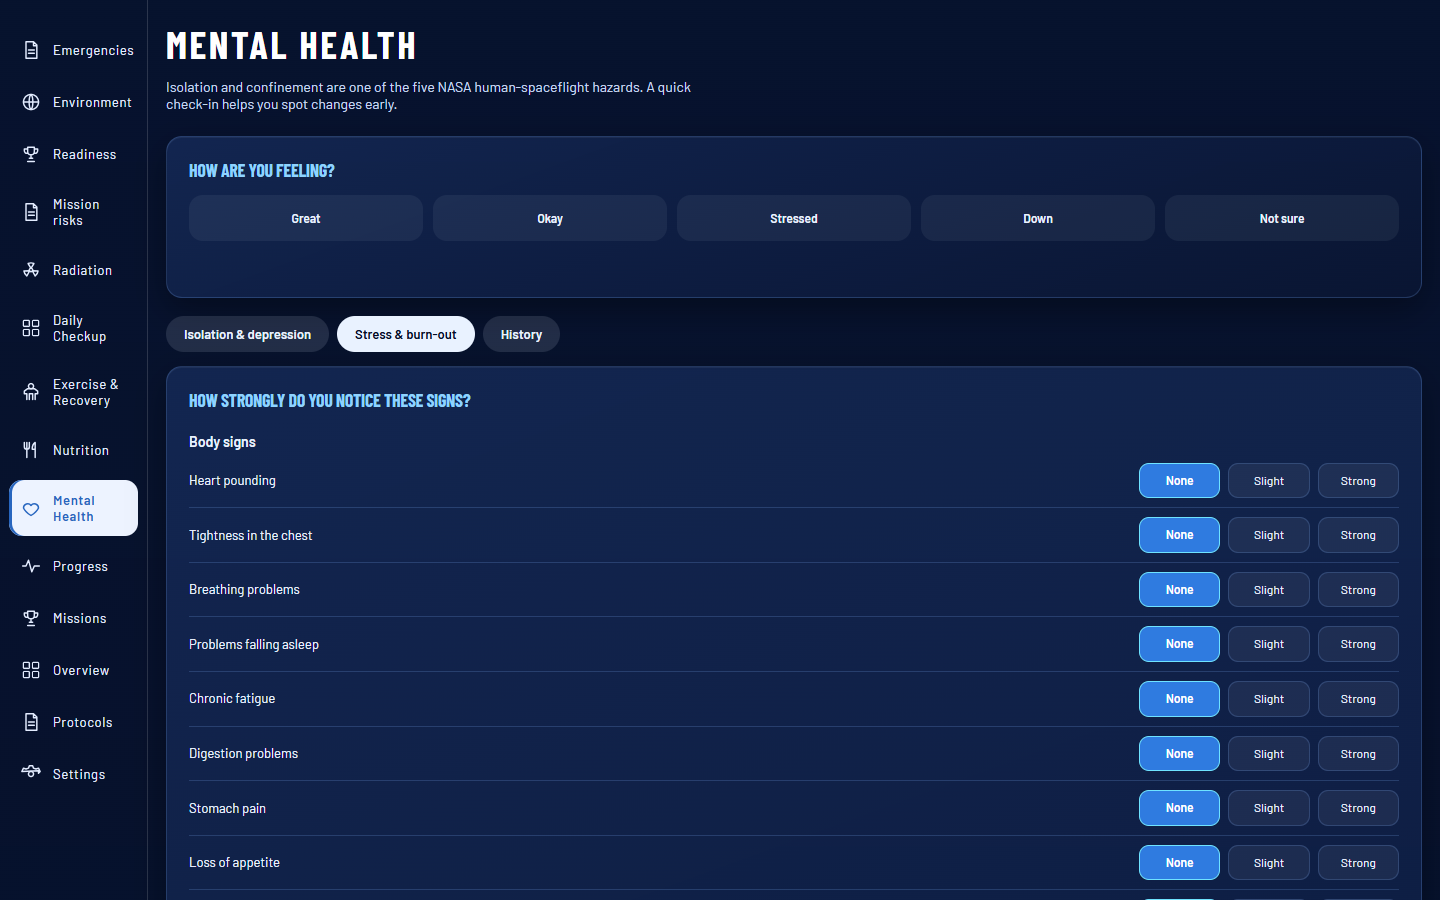 Emergencies
Environment
Readiness
Mission
risks
Radiation
Daily
Checkup
Exercise &
Recovery
Nutrition
Mental
Health
Progress
Missions
Overview
Protocols
Settings
MENTAL HEALTH
Isolation and confinement are one of the five NASA human-spaceflight hazards. A quick
check-in helps you spot changes early.
HOW ARE YOU FEELING?
Great Okay Stressed Down Not sure
Isolation & depression Stress & burn-out History
HOW STRONGLY DO YOU NOTICE THESE SIGNS?
Body signs
Heart pounding None Slight Strong
Tightness in the chest None Slight Strong
Breathing problems None Slight Strong
Problems falling asleep None Slight Strong
Chronic fatigue None Slight Strong
Digestion problems None Slight Strong
Stomach pain None Slight Strong
Loss of appetite None Slight Strong